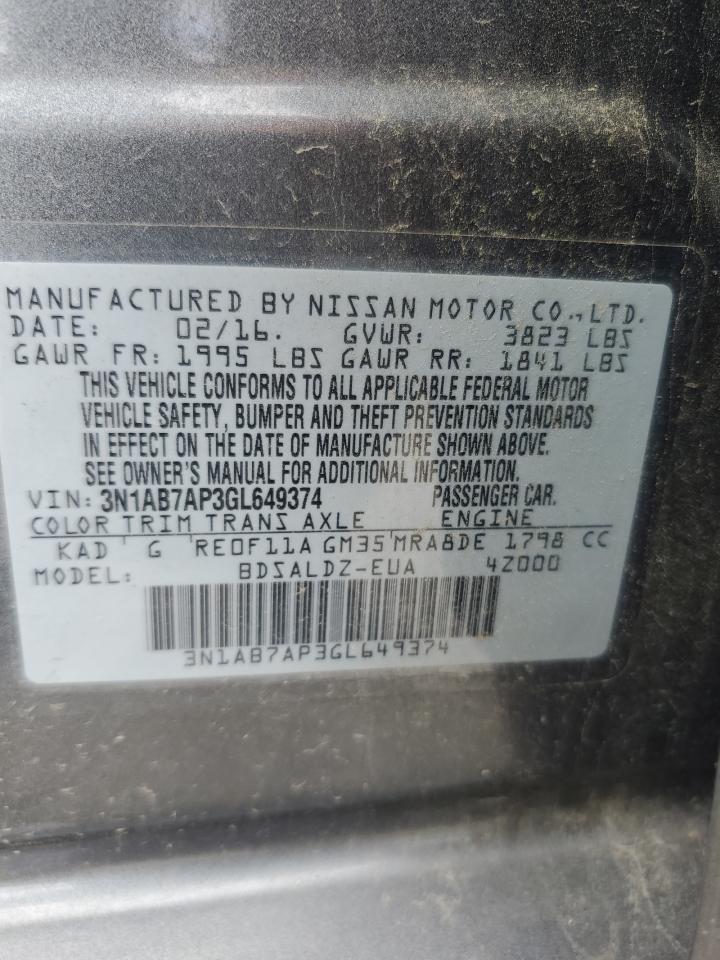 MANUFACTURED BY NISSAN MOTOR CO.,LTD.
DATE: 02/16. GVWR: 3823 LBS
GAWR FR: 1995 LBS GAWR RR: 1841 LBS
THIS VEHICLE CONFORMS TO ALL APPLICABLE FEDERAL MOTOR
VEHICLE SAFETY, BUMPER AND THEFT PREVENTION STANDARDS
IN EFFECT ON THE DATE OF MANUFACTURE SHOWN ABOVE.
SEE OWNER'S MANUAL FOR ADDITIONAL INFORMATION.
VIN: 3N1AB7AP3GL649374 PASSENGER CAR.
COLOR TRIM TRANS AXLE ENGINE
KAD G RE0F11A GM35 MRA8DE 1798 CC
MODEL: BDSALDZ-EUA 4Z000
3N1AB7AP3GL649374